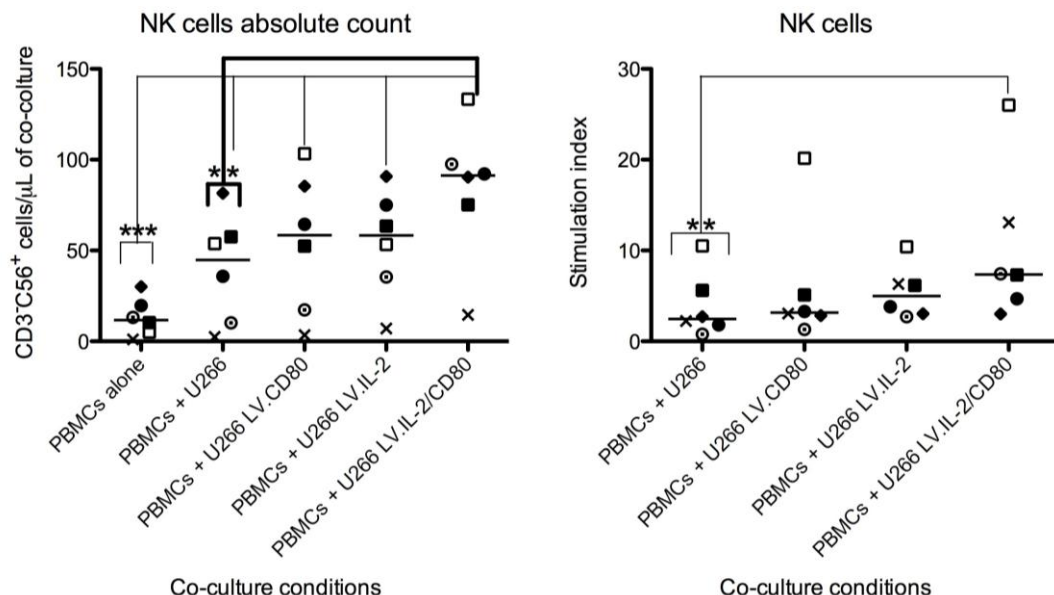 NK cells absolute count
CD3⁻C56⁺ cells/µL of co-colture
150
100
50
0
***
**
PBMCs alone
PBMCs + U266
PBMCs + U266 LV.CD80
PBMCs + U266 LV.IL-2
PBMCs + U266 LV.IL-2/CD80
Co-culture conditions
NK cells
Stimulation index
30
20
10
0
**
PBMCs + U266
PBMCs + U266 LV.CD80
PBMCs + U266 LV.IL-2
PBMCs + U266 LV.IL-2/CD80
Co-culture conditions